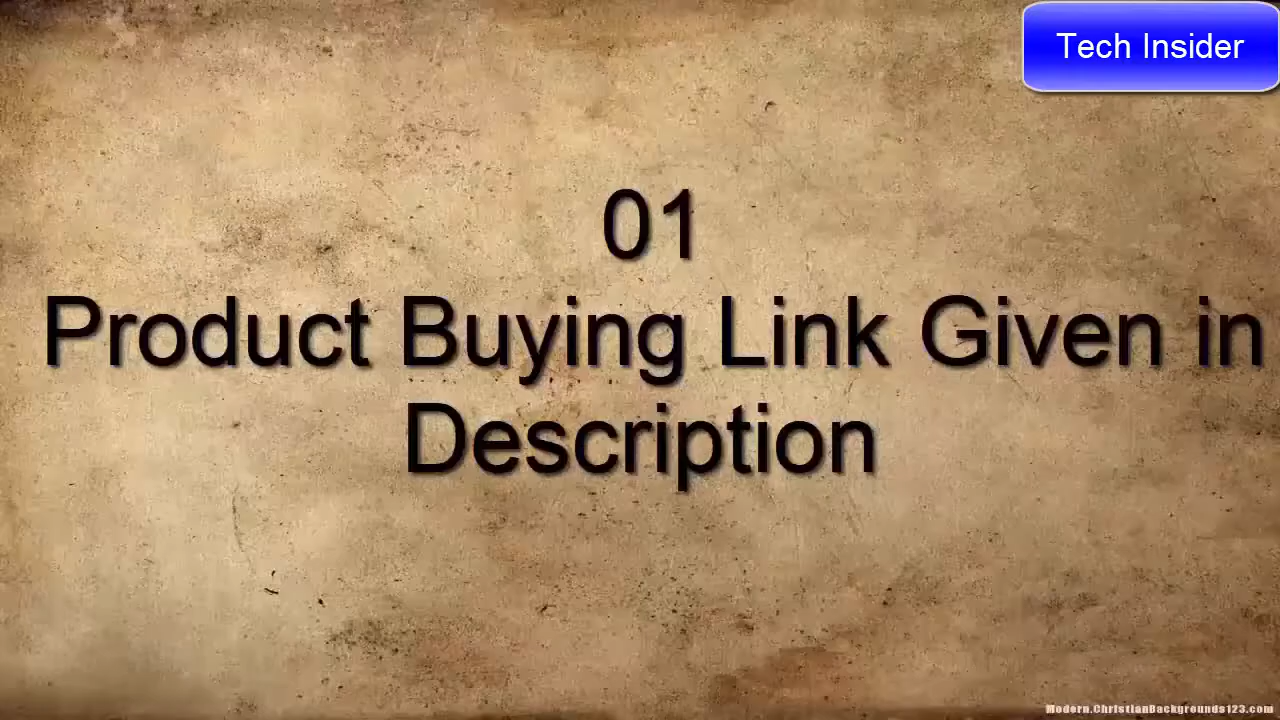 Tech Insider
01
Product Buying Link Given in
Description
Modern.ChristianBackgrounds123.com